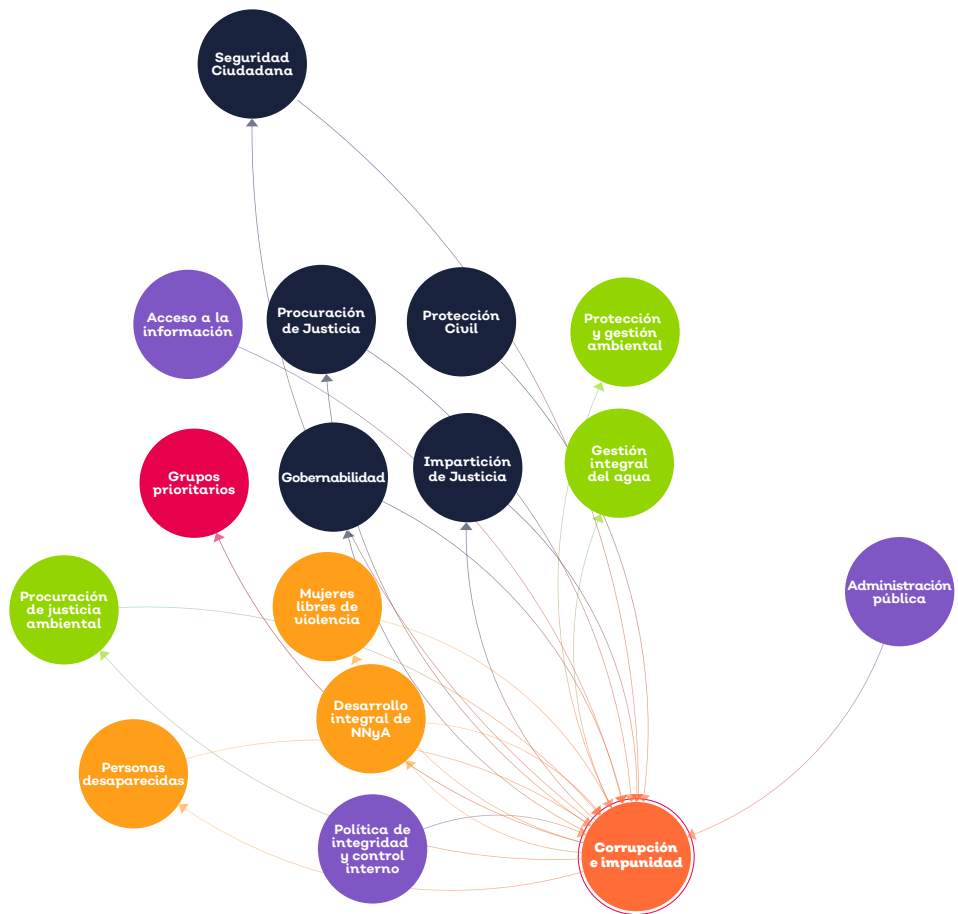 Seguridad
Ciudadana
Acceso a la
información
Procuración
de Justicia
Protección
Civil
Protección
y gestión
ambiental
Grupos
prioritarios
Gobernabilidad
Impartición
de Justicia
Gestión
integral
del agua
Procuración
de justicia
ambiental
Mujeres
libres de
violencia
Administración
pública
Desarrollo
integral de
NNyA
Personas
desaparecidas
Política de
integridad
y control
interno
Corrupción
e impunidad